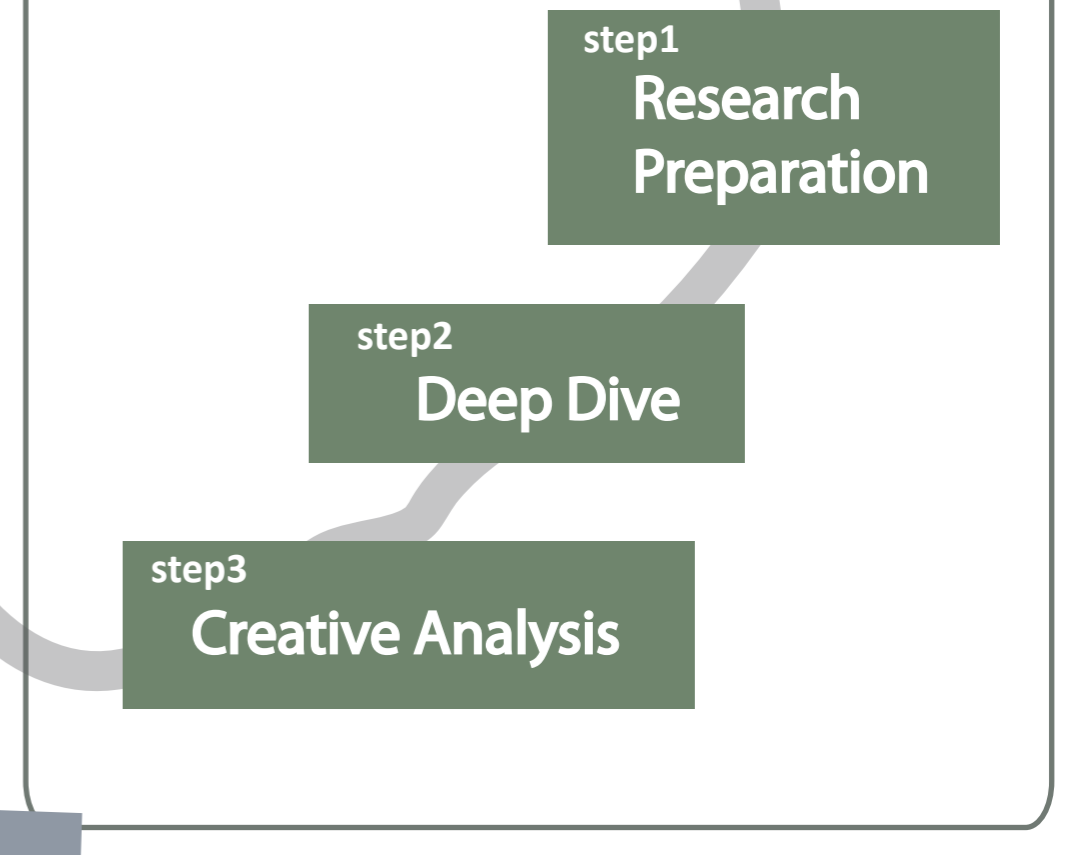 step1
Research
Preparation
step2
Deep Dive
step3
Creative Analysis